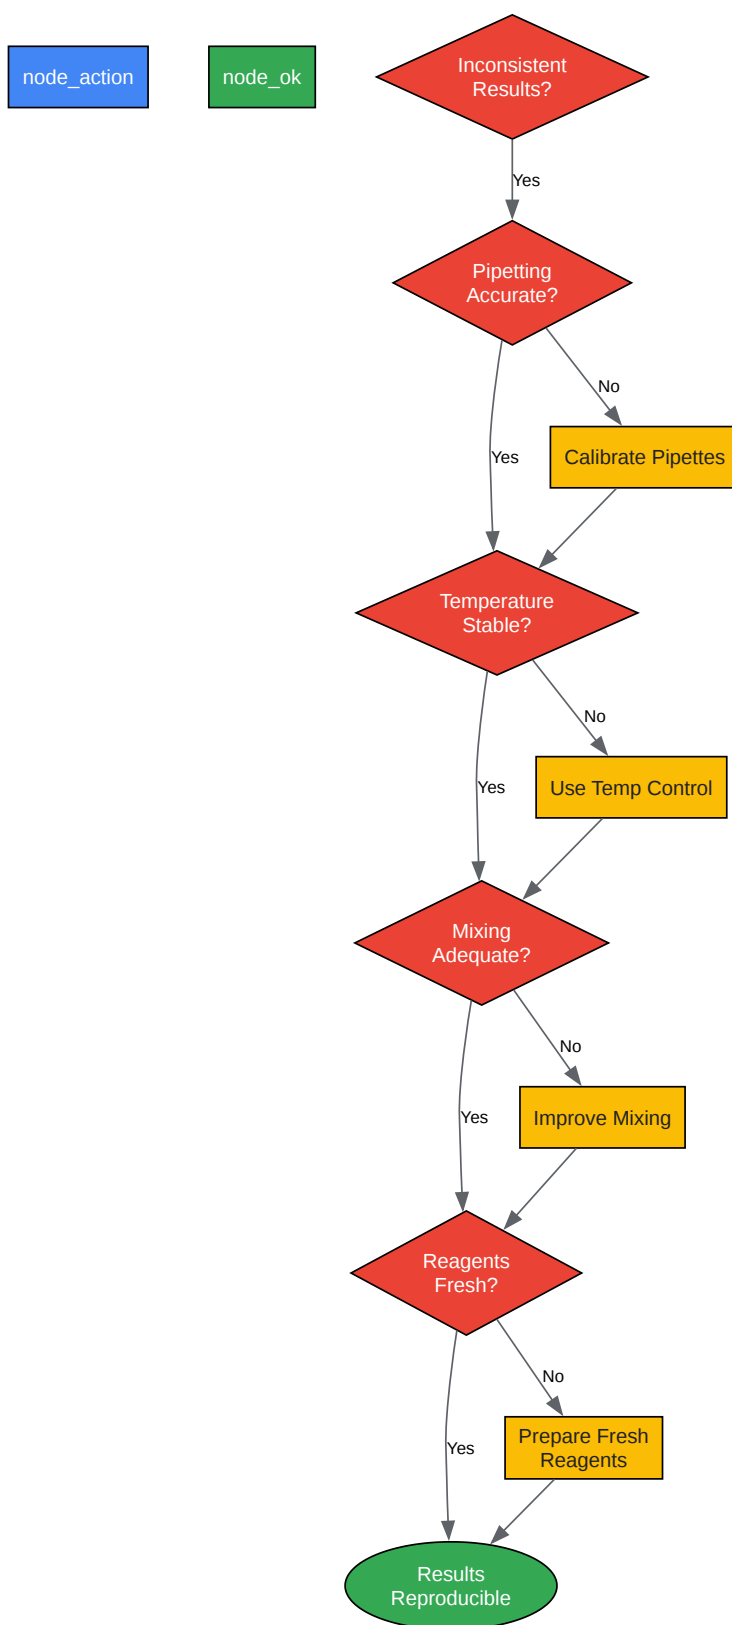 node_action
node_ok
Inconsistent
Results?
Yes
Pipetting
Accurate?
No
Yes
Calibrate Pipettes
Temperature
Stable?
No
Yes
Use Temp Control
Mixing
Adequate?
No
Yes
Improve Mixing
Reagents
Fresh?
No
Yes
Prepare Fresh
Reagents
Results
Reproducible